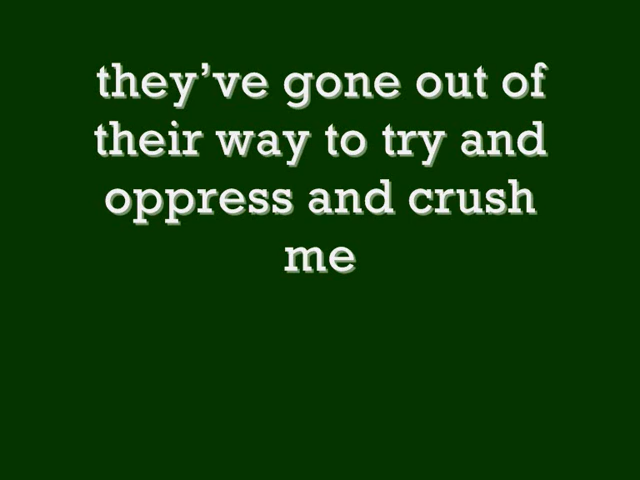 they’ve gone out of
their way to try and
oppress and crush
me